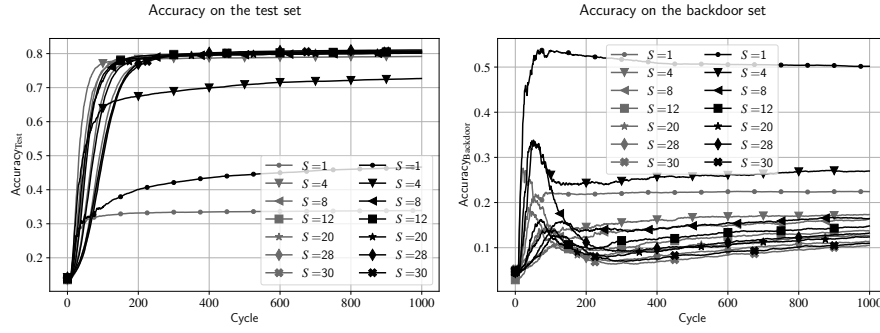 Accuracy on the test set
0.8
0.7
0.6
0.5
0.4
0.3
0.2
Accuracy_Test
S=1 S=1
S=4 S=4
S=8 S=8
S=12 S=12
S=20 S=20
S=28 S=28
S=30 S=30
0 200 400 600 800 1000
Cycle
Accuracy on the backdoor set
0.5
0.4
0.3
0.2
0.1
Accuracy_Backdoor
S=1 S=1
S=4 S=4
S=8 S=8
S=12 S=12
S=20 S=20
S=28 S=28
S=30 S=30
0 200 400 600 800 1000
Cycle